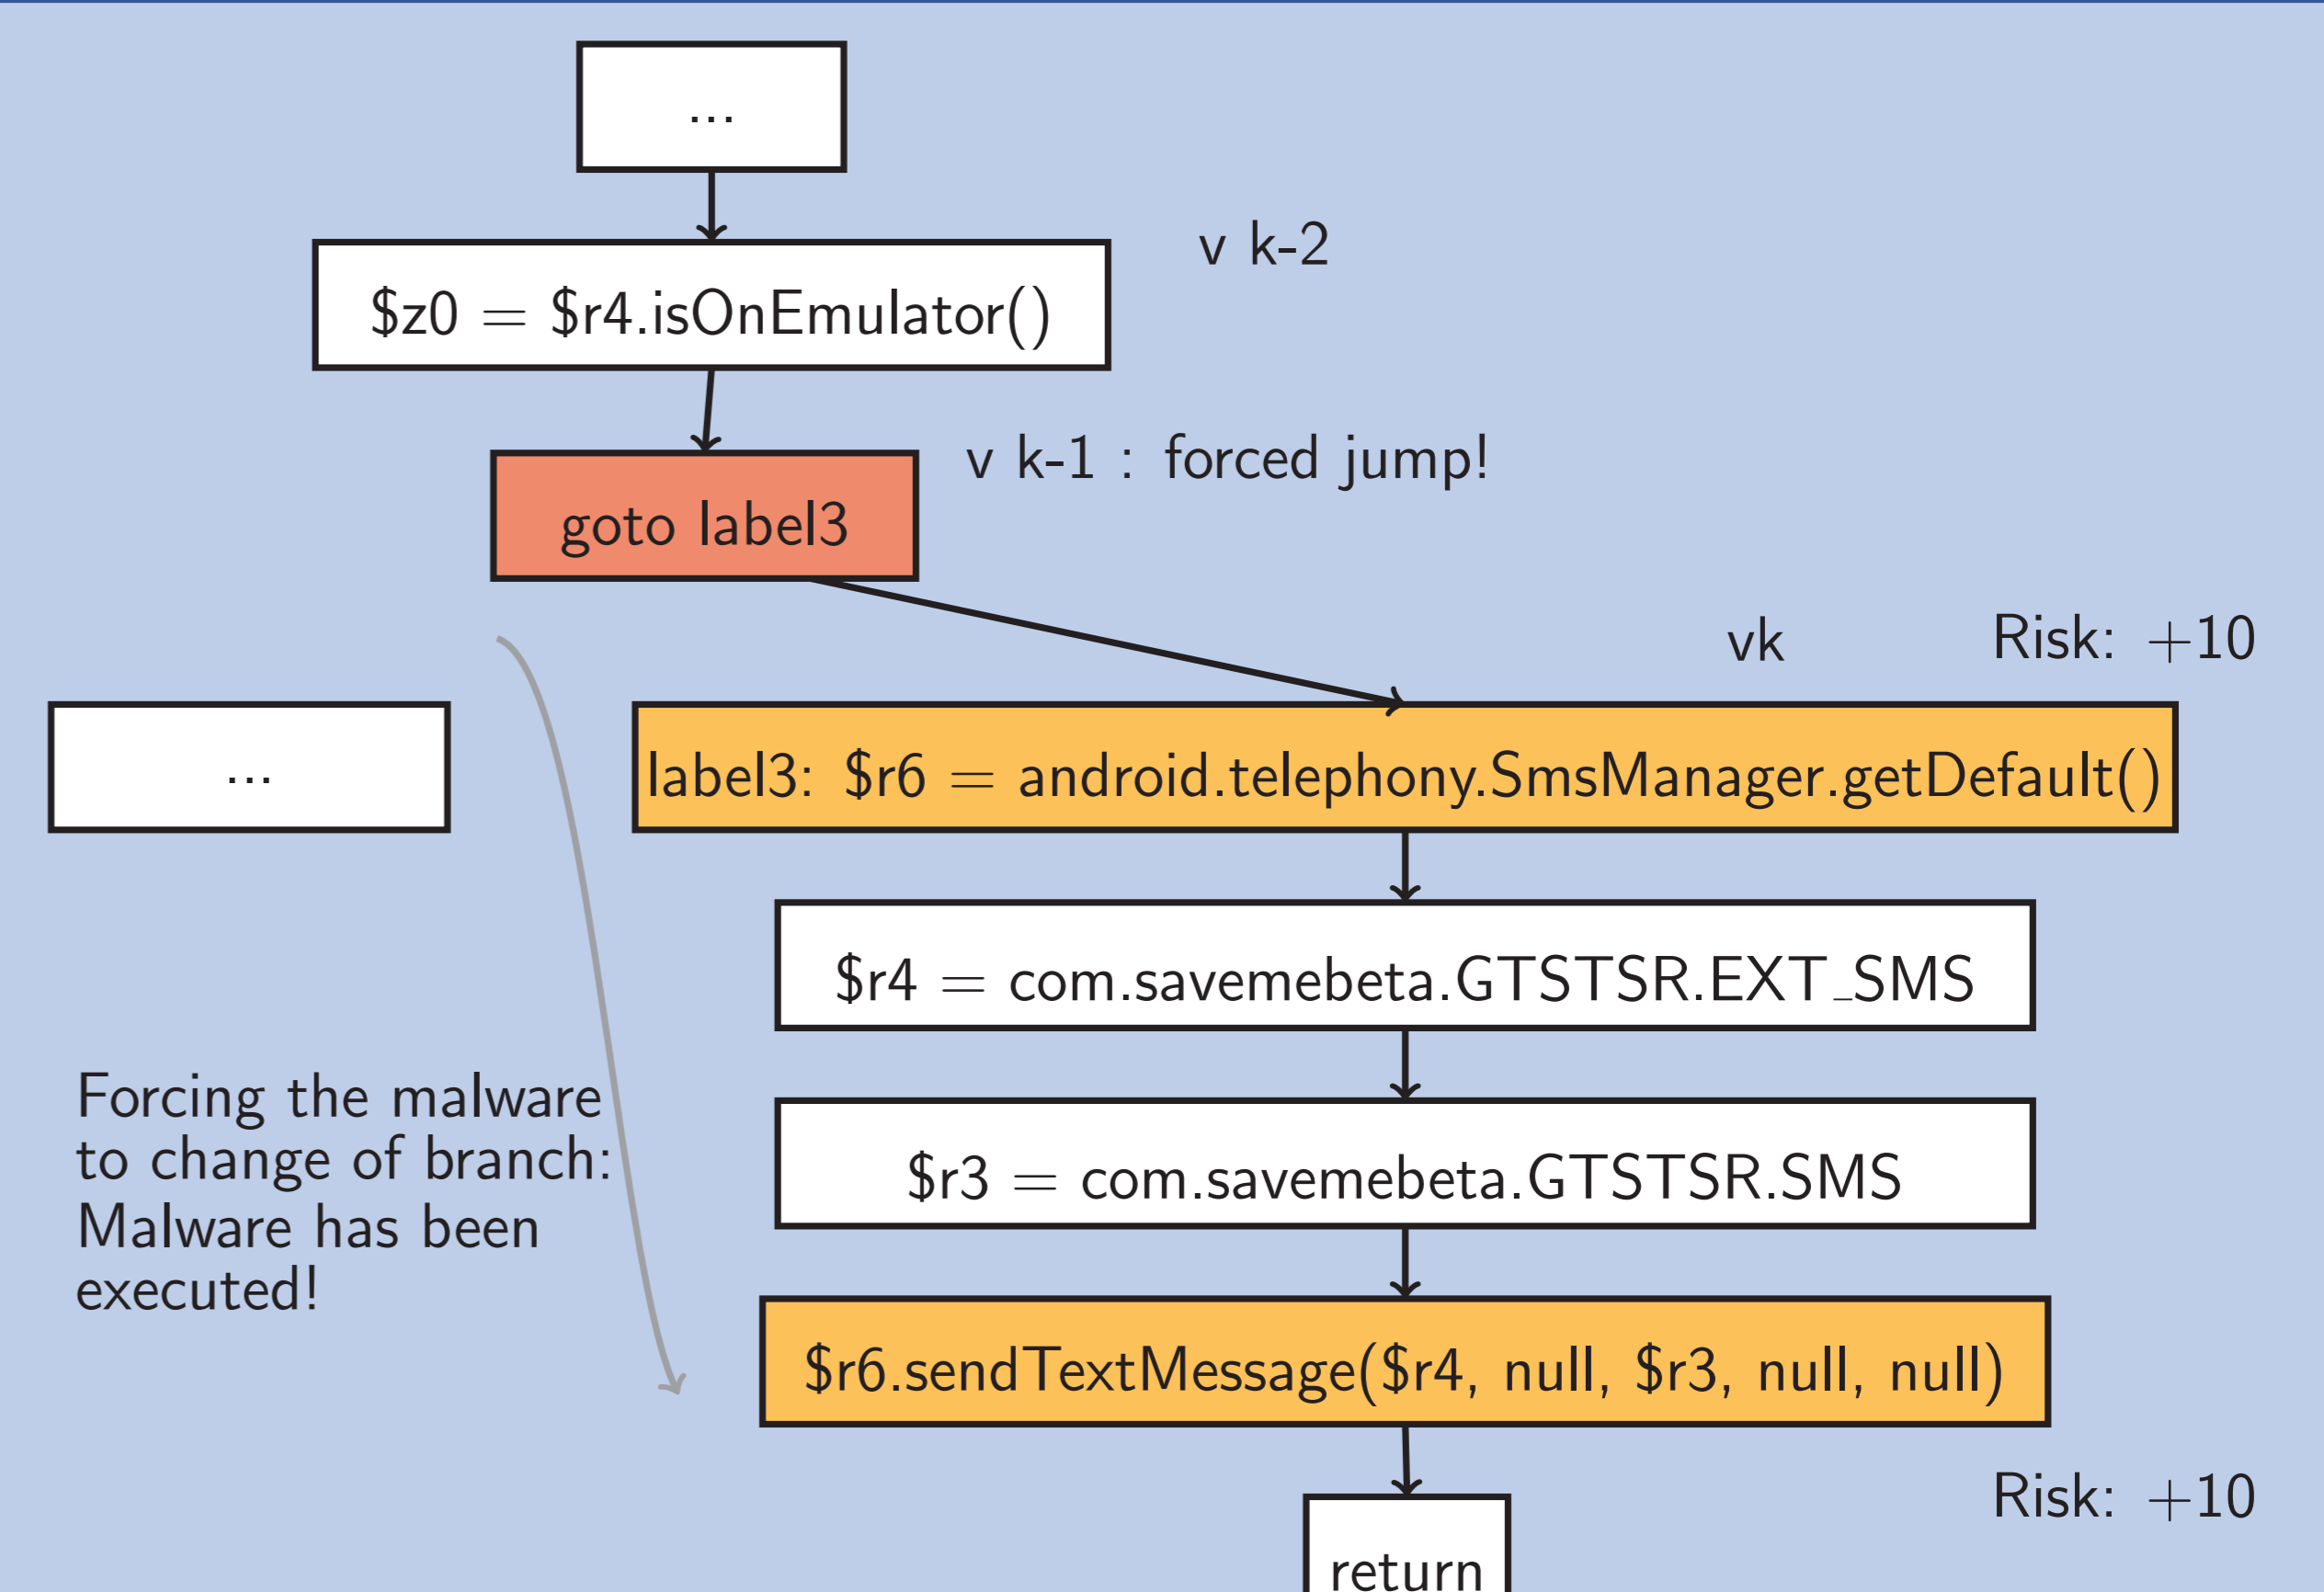 ...
v k-2
$z0 = $r4.isOnEmulator()
v k-1 : forced jump!
goto label3
vk
Risk: +10
...
label3: $r6 = android.telephony.SmsManager.getDefault()
$r4 = com.savemebeta.GTSTSR.EXT_SMS
Forcing the malware
to change of branch:
Malware has been
executed!
$r3 = com.savemebeta.GTSTSR.SMS
$r6.sendTextMessage($r4, null, $r3, null, null)
Risk: +10
return